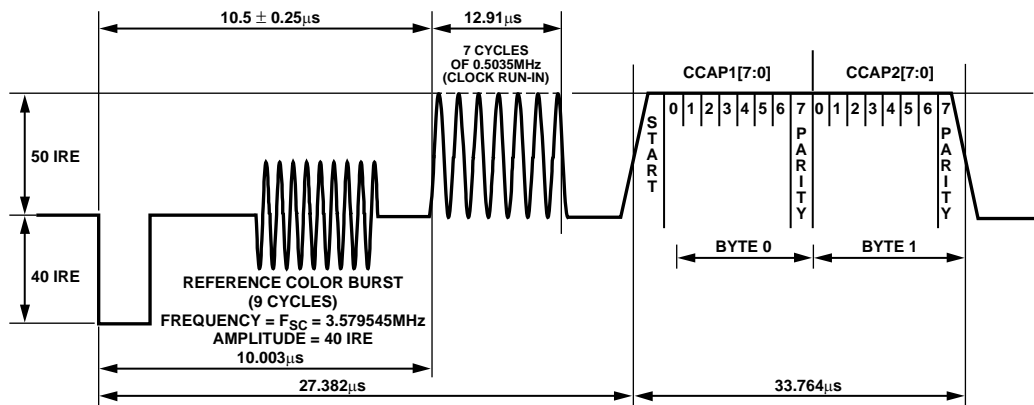 10.5 ± 0.25μs
12.91μs
7 CYCLES
OF 0.5035MHz
(CLOCK RUN-IN)
CCAP1[7:0]
CCAP2[7:0]
0 1 2 3 4 5 6 7 0 1 2 3 4 5 6 7
START
PARITY
PARITY
50 IRE
40 IRE
BYTE 0
BYTE 1
REFERENCE COLOR BURST
(9 CYCLES)
FREQUENCY = FSC = 3.579545MHz
AMPLITUDE = 40 IRE
10.003μs
27.382μs
33.764μs